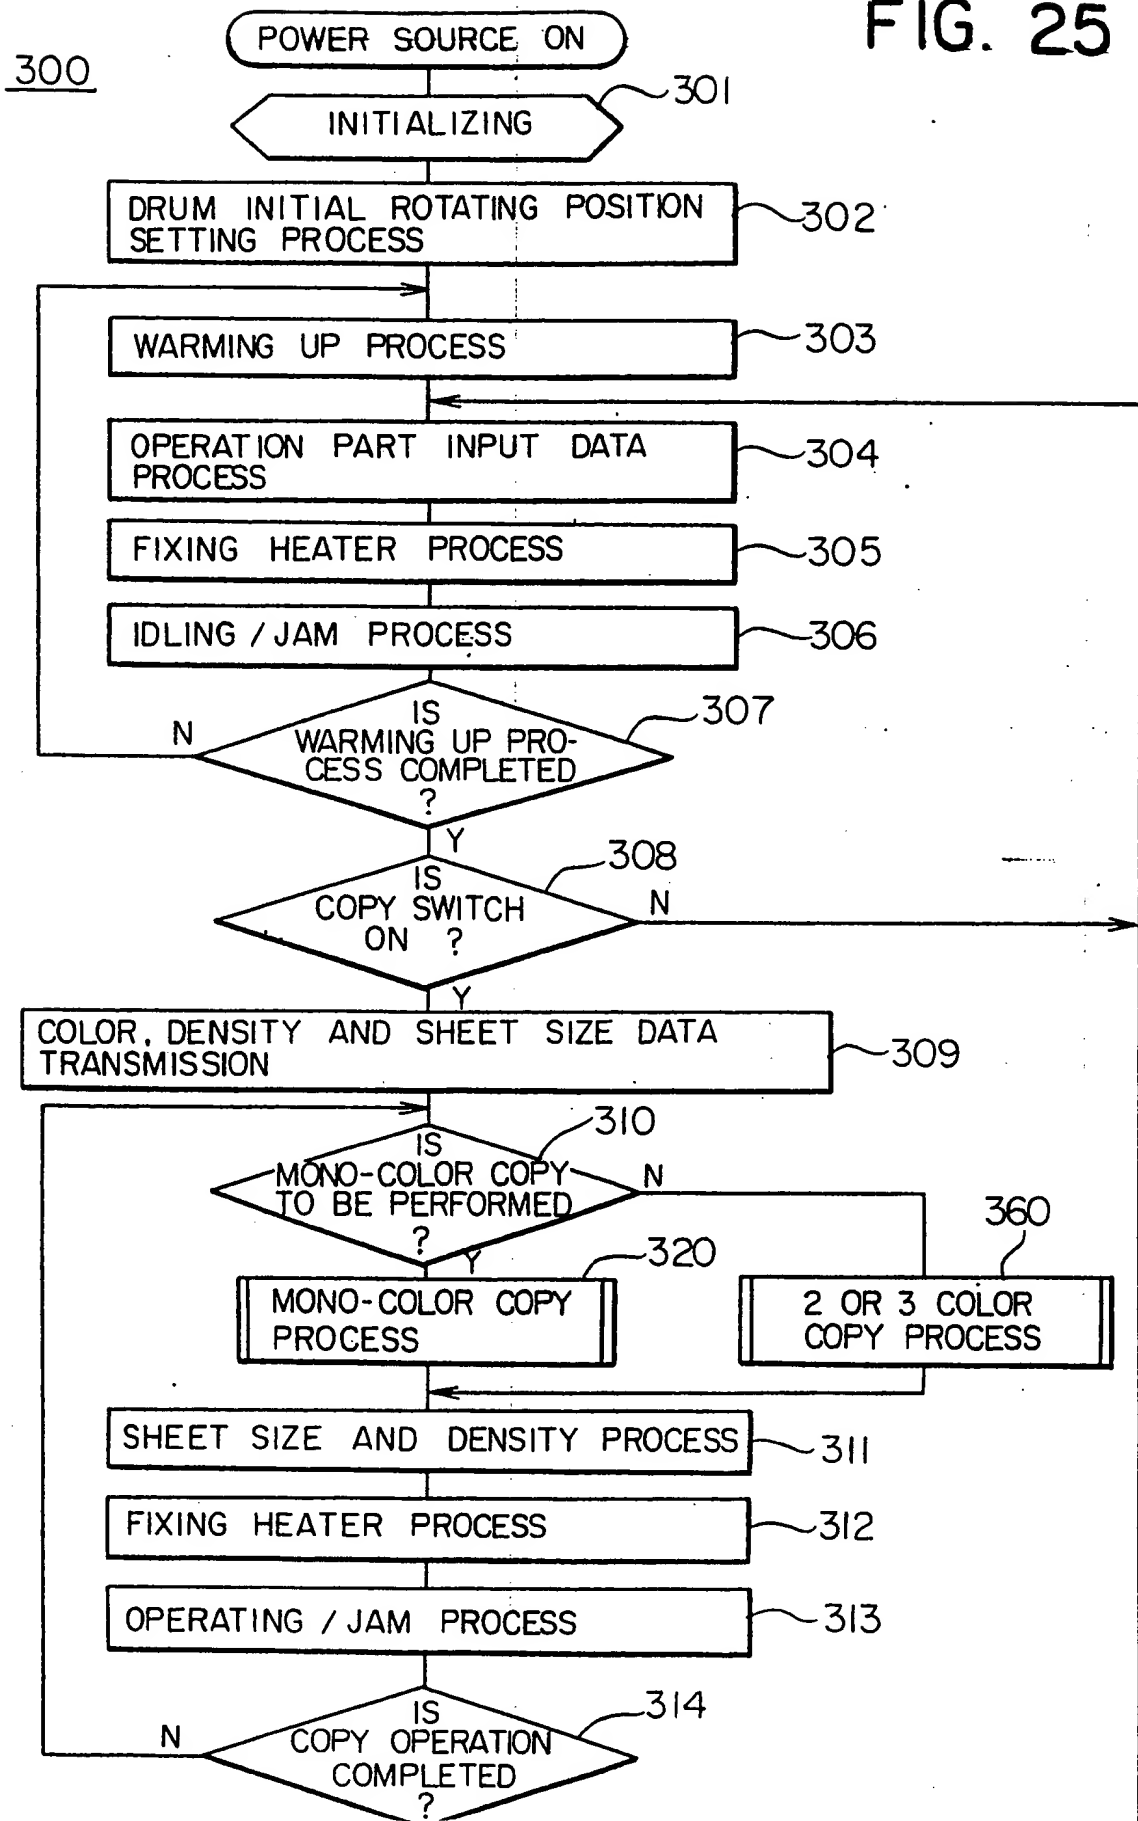 FIG. 25
300
POWER SOURCE ON
INITIALIZING
301
DRUM INITIAL ROTATING POSITION
SETTING PROCESS
302
WARMING UP PROCESS
303
OPERATION PART INPUT DATA
PROCESS
304
FIXING HEATER PROCESS
305
IDLING / JAM PROCESS
306
IS
WARMING UP PRO-
CESS COMPLETED
?
307
N
Y
IS
COPY SWITCH
ON ?
308
N
Y
COLOR, DENSITY AND SHEET SIZE DATA
TRANSMISSION
309
IS
MONO-COLOR COPY
TO BE PERFORMED
?
310
N
Y
MONO-COLOR COPY
PROCESS
320
2 OR 3 COLOR
COPY PROCESS
360
SHEET SIZE AND DENSITY PROCESS
311
FIXING HEATER PROCESS
312
OPERATING / JAM PROCESS
313
IS
COPY OPERATION
COMPLETED
?
314
N